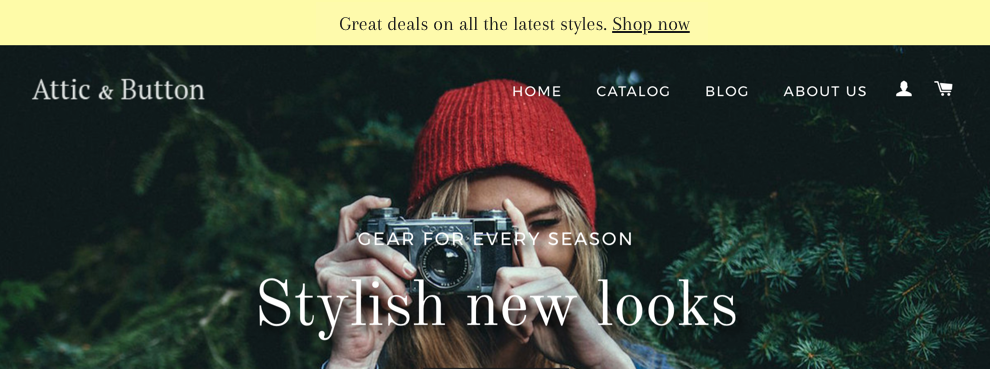 Great deals on all the latest styles. Shop now
Attic & Button
HOME CATALOG BLOG ABOUT US
GEAR FOR EVERY SEASON
Stylish new looks